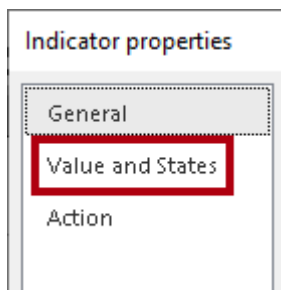 Indicator properties
General
Value and States
Action